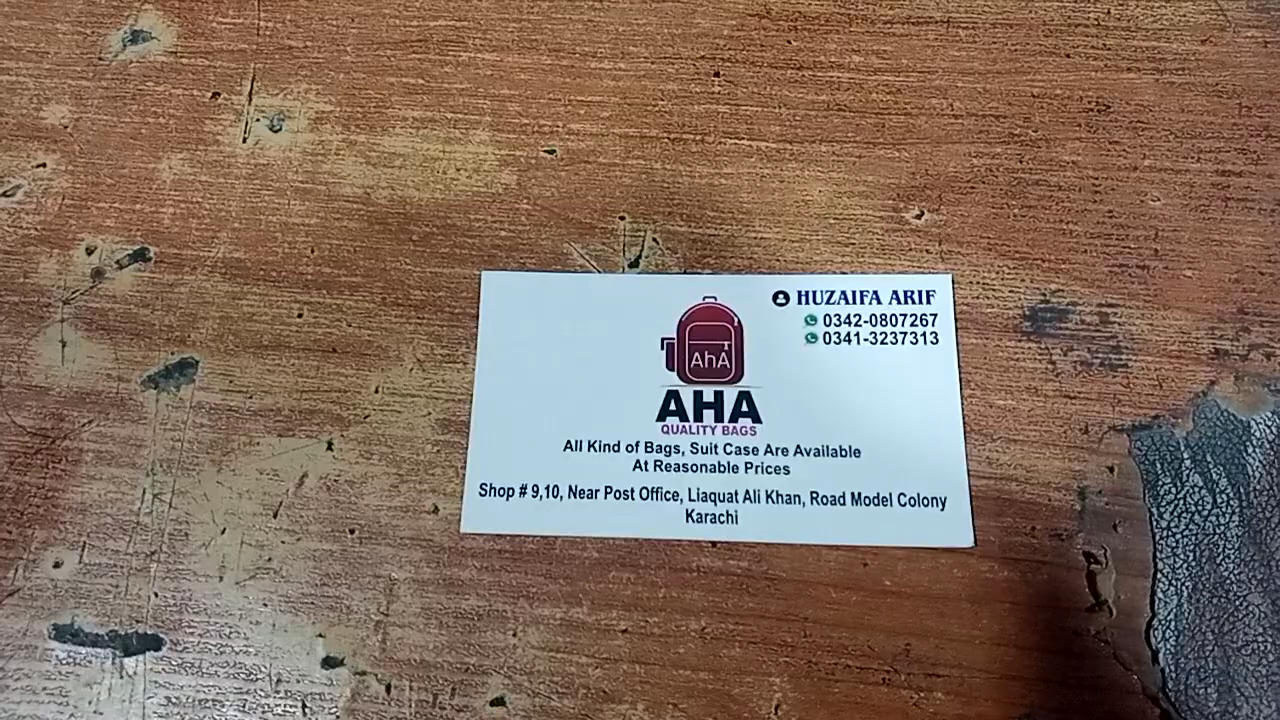 HUZAIFA ARIF
0342-0807267
0341-3237313
AhA
AHA
QUALITY BAGS
All Kind of Bags, Suit Case Are Available
At Reasonable Prices
Shop # 9,10, Near Post Office, Liaquat Ali Khan, Road Model Colony
Karachi